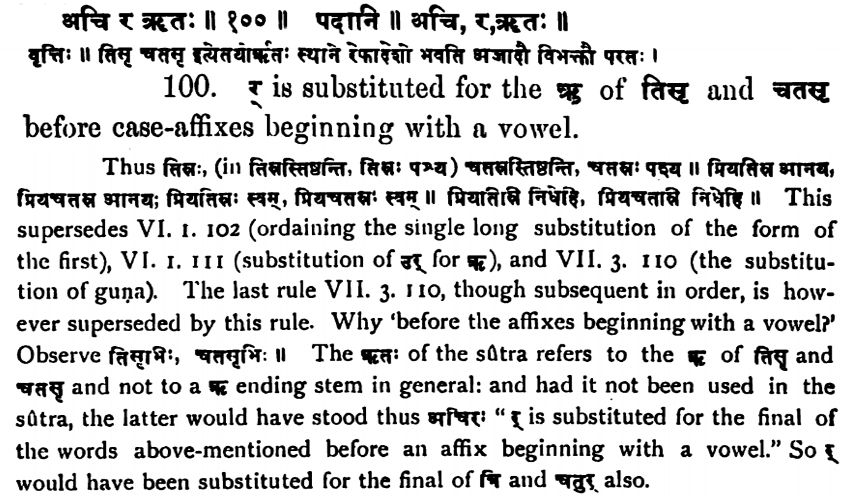 अचि र ऋतः ॥ १०० ॥ पदानि ॥ अचि, र,ऋतः ॥
वृत्तिः ॥ तिसृ चतसृ इत्येतयोर्ऋतः स्थाने रेफादेशो भवति अजादौ विभक्तौ परतः ।
100. र् is substituted for the ऋ of तिसृ and चतसृ
before case-affixes beginning with a vowel.
Thus तिस्रः, (in तिस्रस्तिष्ठन्ति, तिस्रः पश्य) चतस्रस्तिष्ठन्ति, चतस्रः पश्य ॥ प्रियतिस्र आनय,
प्रियचतस्र आनय; प्रियतिस्रः स्वम्, प्रियचतस्रः स्वम् ॥ प्रियतिस्रि निधेहि, प्रियचतस्रि निधेहि ॥ This
supersedes VI. 1. 102 (ordaining the single long substitution of the form of
the first), VI. 1. 111 (substitution of उर् for ऋ), and VII. 3. 110 (the substitu-
tion of guṇa). The last rule VII. 3. 110, though subsequent in order, is how-
ever superseded by this rule. Why 'before the affixes beginning with a vowel?'
Observe तिसृभिः, चतसृभिः ॥ The ऋतः of the sûtra refers to the ऋ of तिसृ and
चतसृ and not to a ऋ ending stem in general: and had it not been used in the
sûtra, the latter would have stood thus अचिरः "र् is substituted for the final of
the words above-mentioned before an affix beginning with a vowel." So र्
would have been substituted for the final of त्रि and चतुर् also.